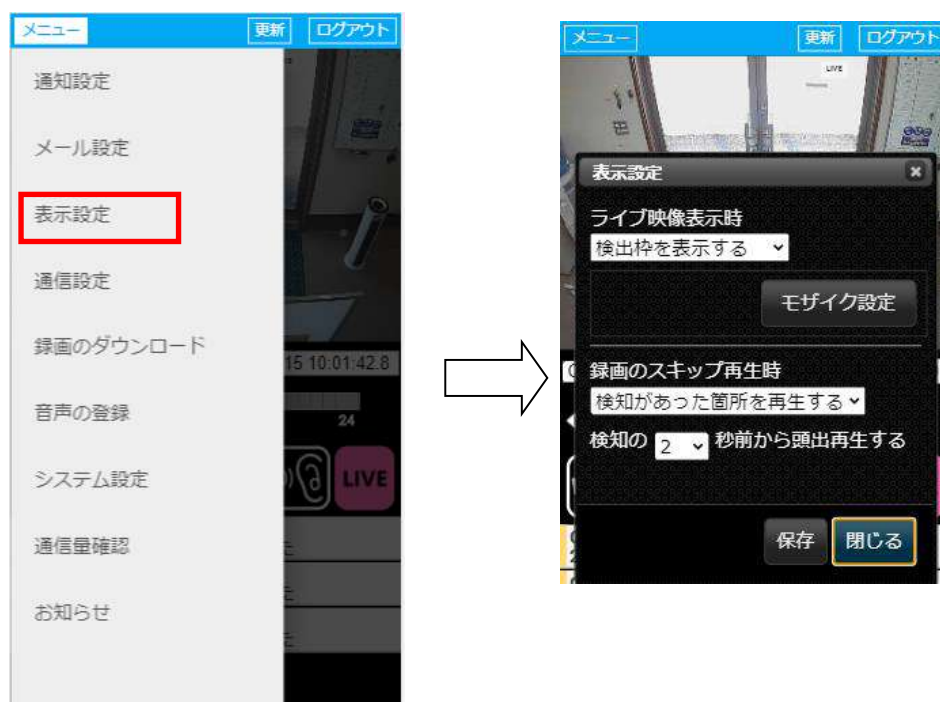 メニュー
更新
ログアウト
通知設定
メール設定
表示設定
通信設定
録画のダウンロード
音声の登録
システム設定
通信量確認
お知らせ
15 10:01:42.8
24
LIVE
た
た
た
メニュー
更新
ログアウト
LIVE
表示設定
ライブ映像表示時
検出枠を表示する
モザイク設定
録画のスキップ再生時
検知があった箇所を再生する
検知の 2 秒前から頭出再生する
保存
閉じる